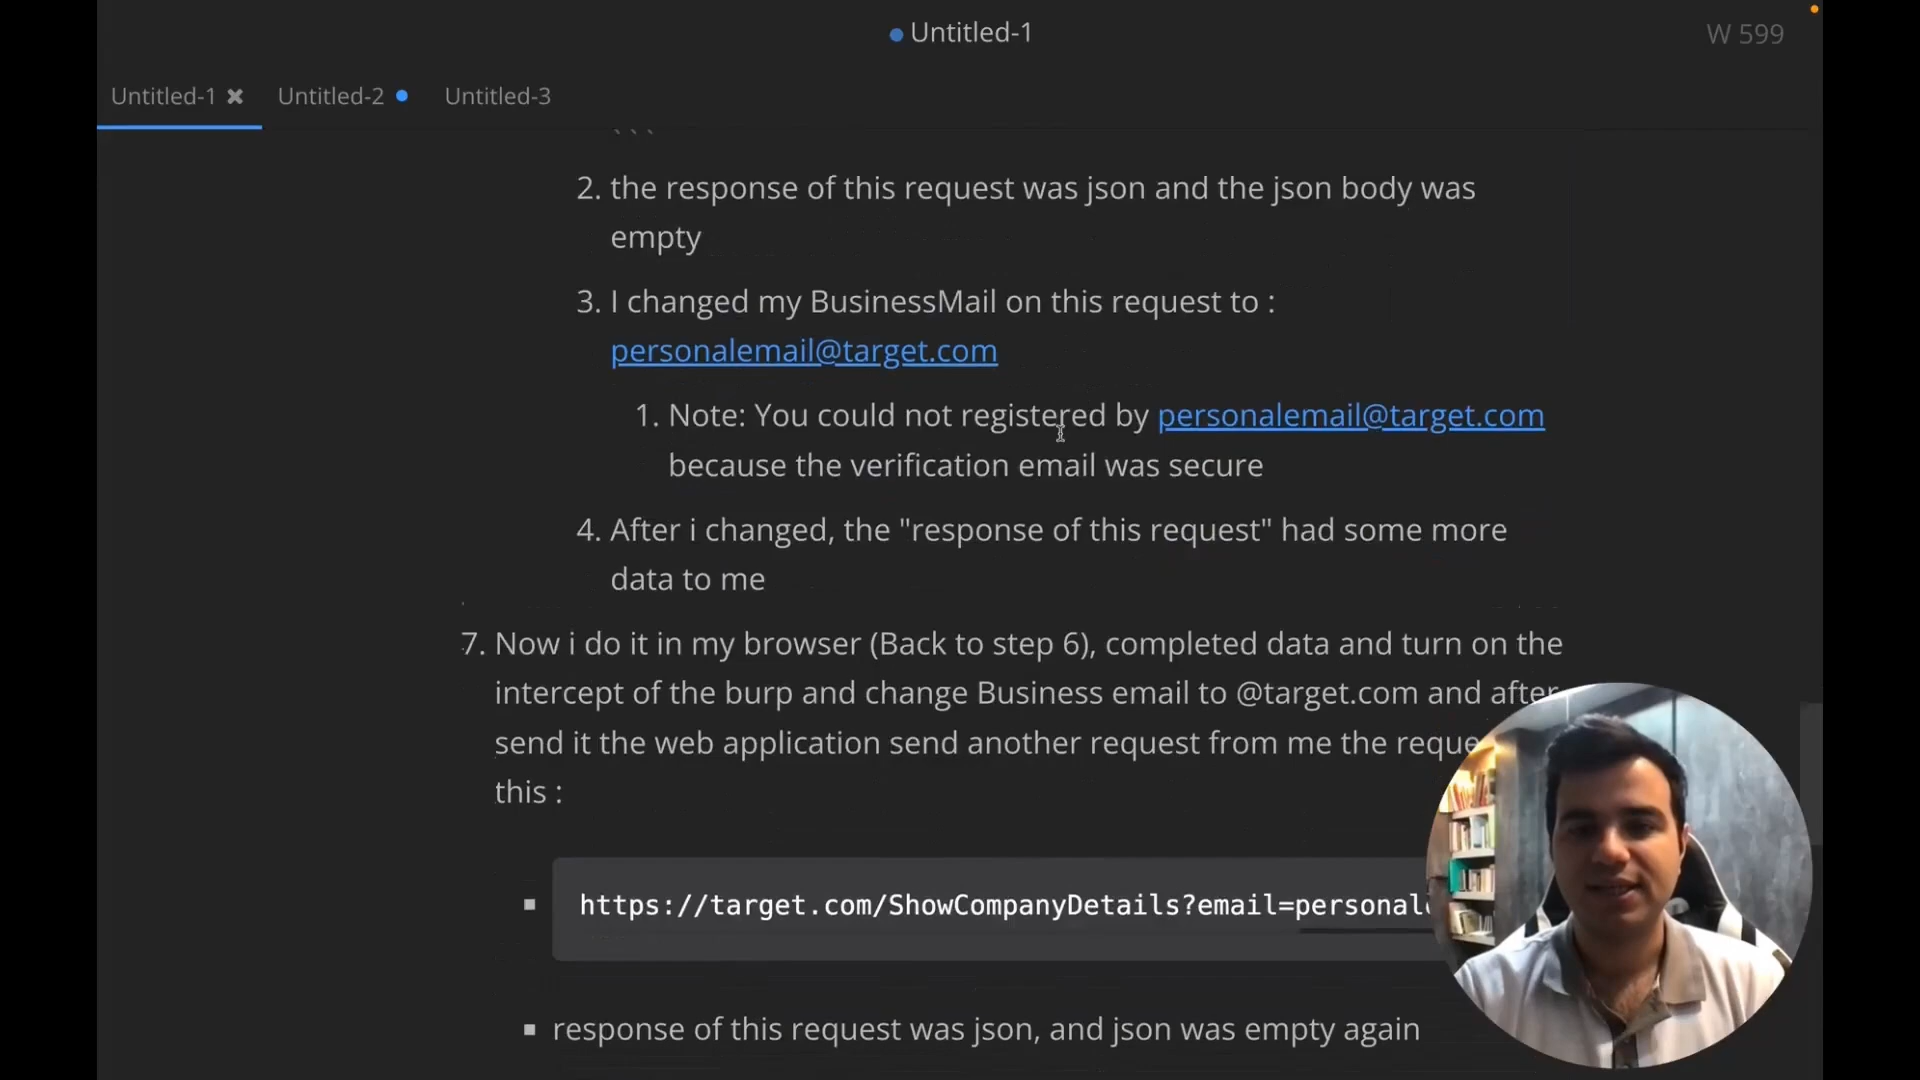 Untitled-1
W 599
Untitled-1
Untitled-2
Untitled-3
```
2. the response of this request was json and the json body was
empty
3. I changed my BusinessMail on this request to :
personalemail@target.com
1. Note: You could not registered by personalemail@target.com
because the verification email was secure
4. After i changed, the "response of this request" had some more
data to me
7. Now i do it in my browser (Back to step 6), completed data and turn on the
intercept of the burp and change Business email to @target.com and after
send it the web application send another request from me the reque
this :
https://target.com/ShowCompanyDetails?email=personale
response of this request was json, and json was empty again